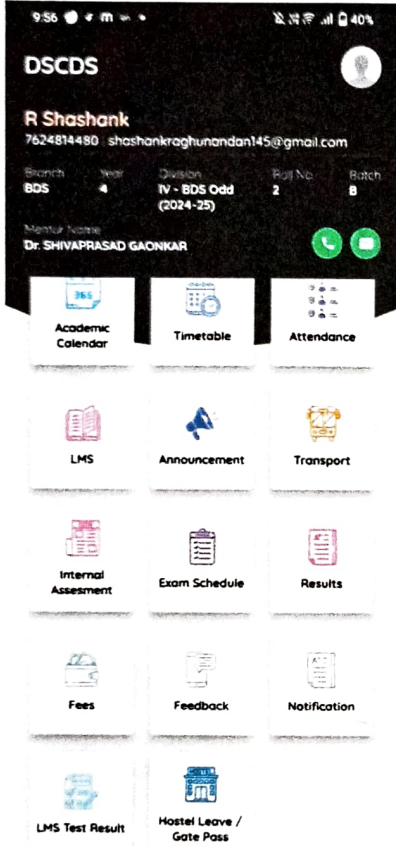 9:56
40%
DSCDS
R Shashank
7624814480 shashankraghunandan145@gmail.com
Branch Year Division Roll No Batch
BDS 4 IV - BDS Odd 2 B
(2024-25)
Mentor Name
Dr. SHIVAPRASAD GAONKAR
365
Academic
Calendar
Timetable
Attendance
LMS
Announcement
Transport
Internal
Assesment
Exam Schedule
Results
Fees
Feedback
Notification
LMS Test Result
Hostel Leave /
Gate Pass